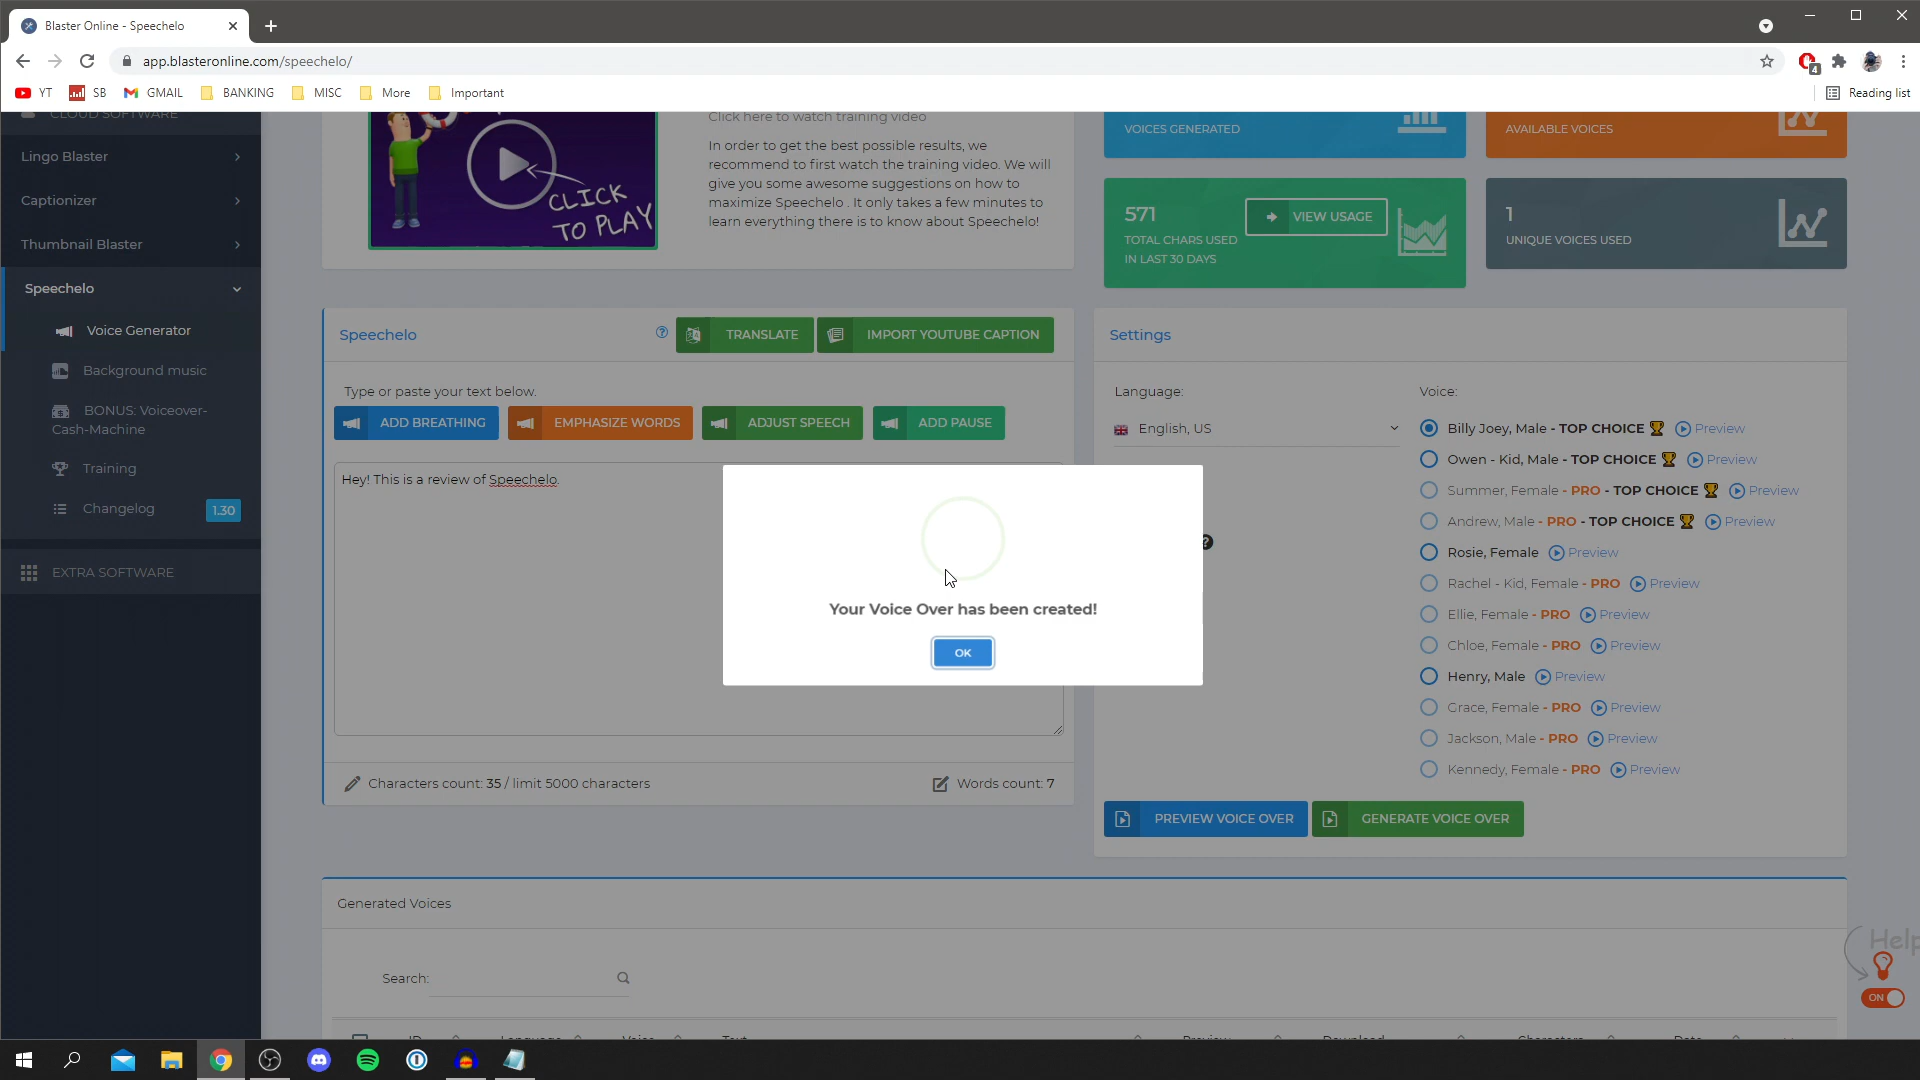 Blaster Online - Speechelo
app.blasteronline.com/speechelo/
4
YT
SB
GMAIL
BANKING
MISC
More
Important
Reading list
CLOUD SOFTWARE
Lingo Blaster
Captionizer
Thumbnail Blaster
Speechelo
Voice Generator
Background music
BONUS: Voiceover-
Cash-Machine
Training
Changelog
1.30
EXTRA SOFTWARE
CLICK
TO PLAY
Click here to watch training video
In order to get the best possible results, we
recommend to first watch the training video. We will
give you some awesome suggestions on how to
maximize Speechelo . It only takes a few minutes to
learn everything there is to know about Speechelo!
VOICES GENERATED
AVAILABLE VOICES
571
VIEW USAGE
TOTAL CHARS USED
IN LAST 30 DAYS
1
UNIQUE VOICES USED
Speechelo
TRANSLATE
IMPORT YOUTUBE CAPTION
Type or paste your text below.
ADD BREATHING
EMPHASIZE WORDS
ADJUST SPEECH
ADD PAUSE
Hey! This is a review of Speechelo.
Characters count: 35 / limit 5000 characters
Words count: 7
Your Voice Over has been created!
OK
Settings
Language:
English, US
Voice:
Billy Joey, Male - TOP CHOICE Preview
Owen - Kid, Male - TOP CHOICE Preview
Summer, Female - PRO - TOP CHOICE Preview
Andrew, Male - PRO - TOP CHOICE Preview
Rosie, Female Preview
Rachel - Kid, Female - PRO Preview
Ellie, Female - PRO Preview
Chloe, Female - PRO Preview
Henry, Male Preview
Grace, Female - PRO Preview
Jackson, Male - PRO Preview
Kennedy, Female - PRO Preview
PREVIEW VOICE OVER
GENERATE VOICE OVER
Generated Voices
Search:
Help
ON
ID
Language
Voice
Text
Preview
Download
Characters
Date